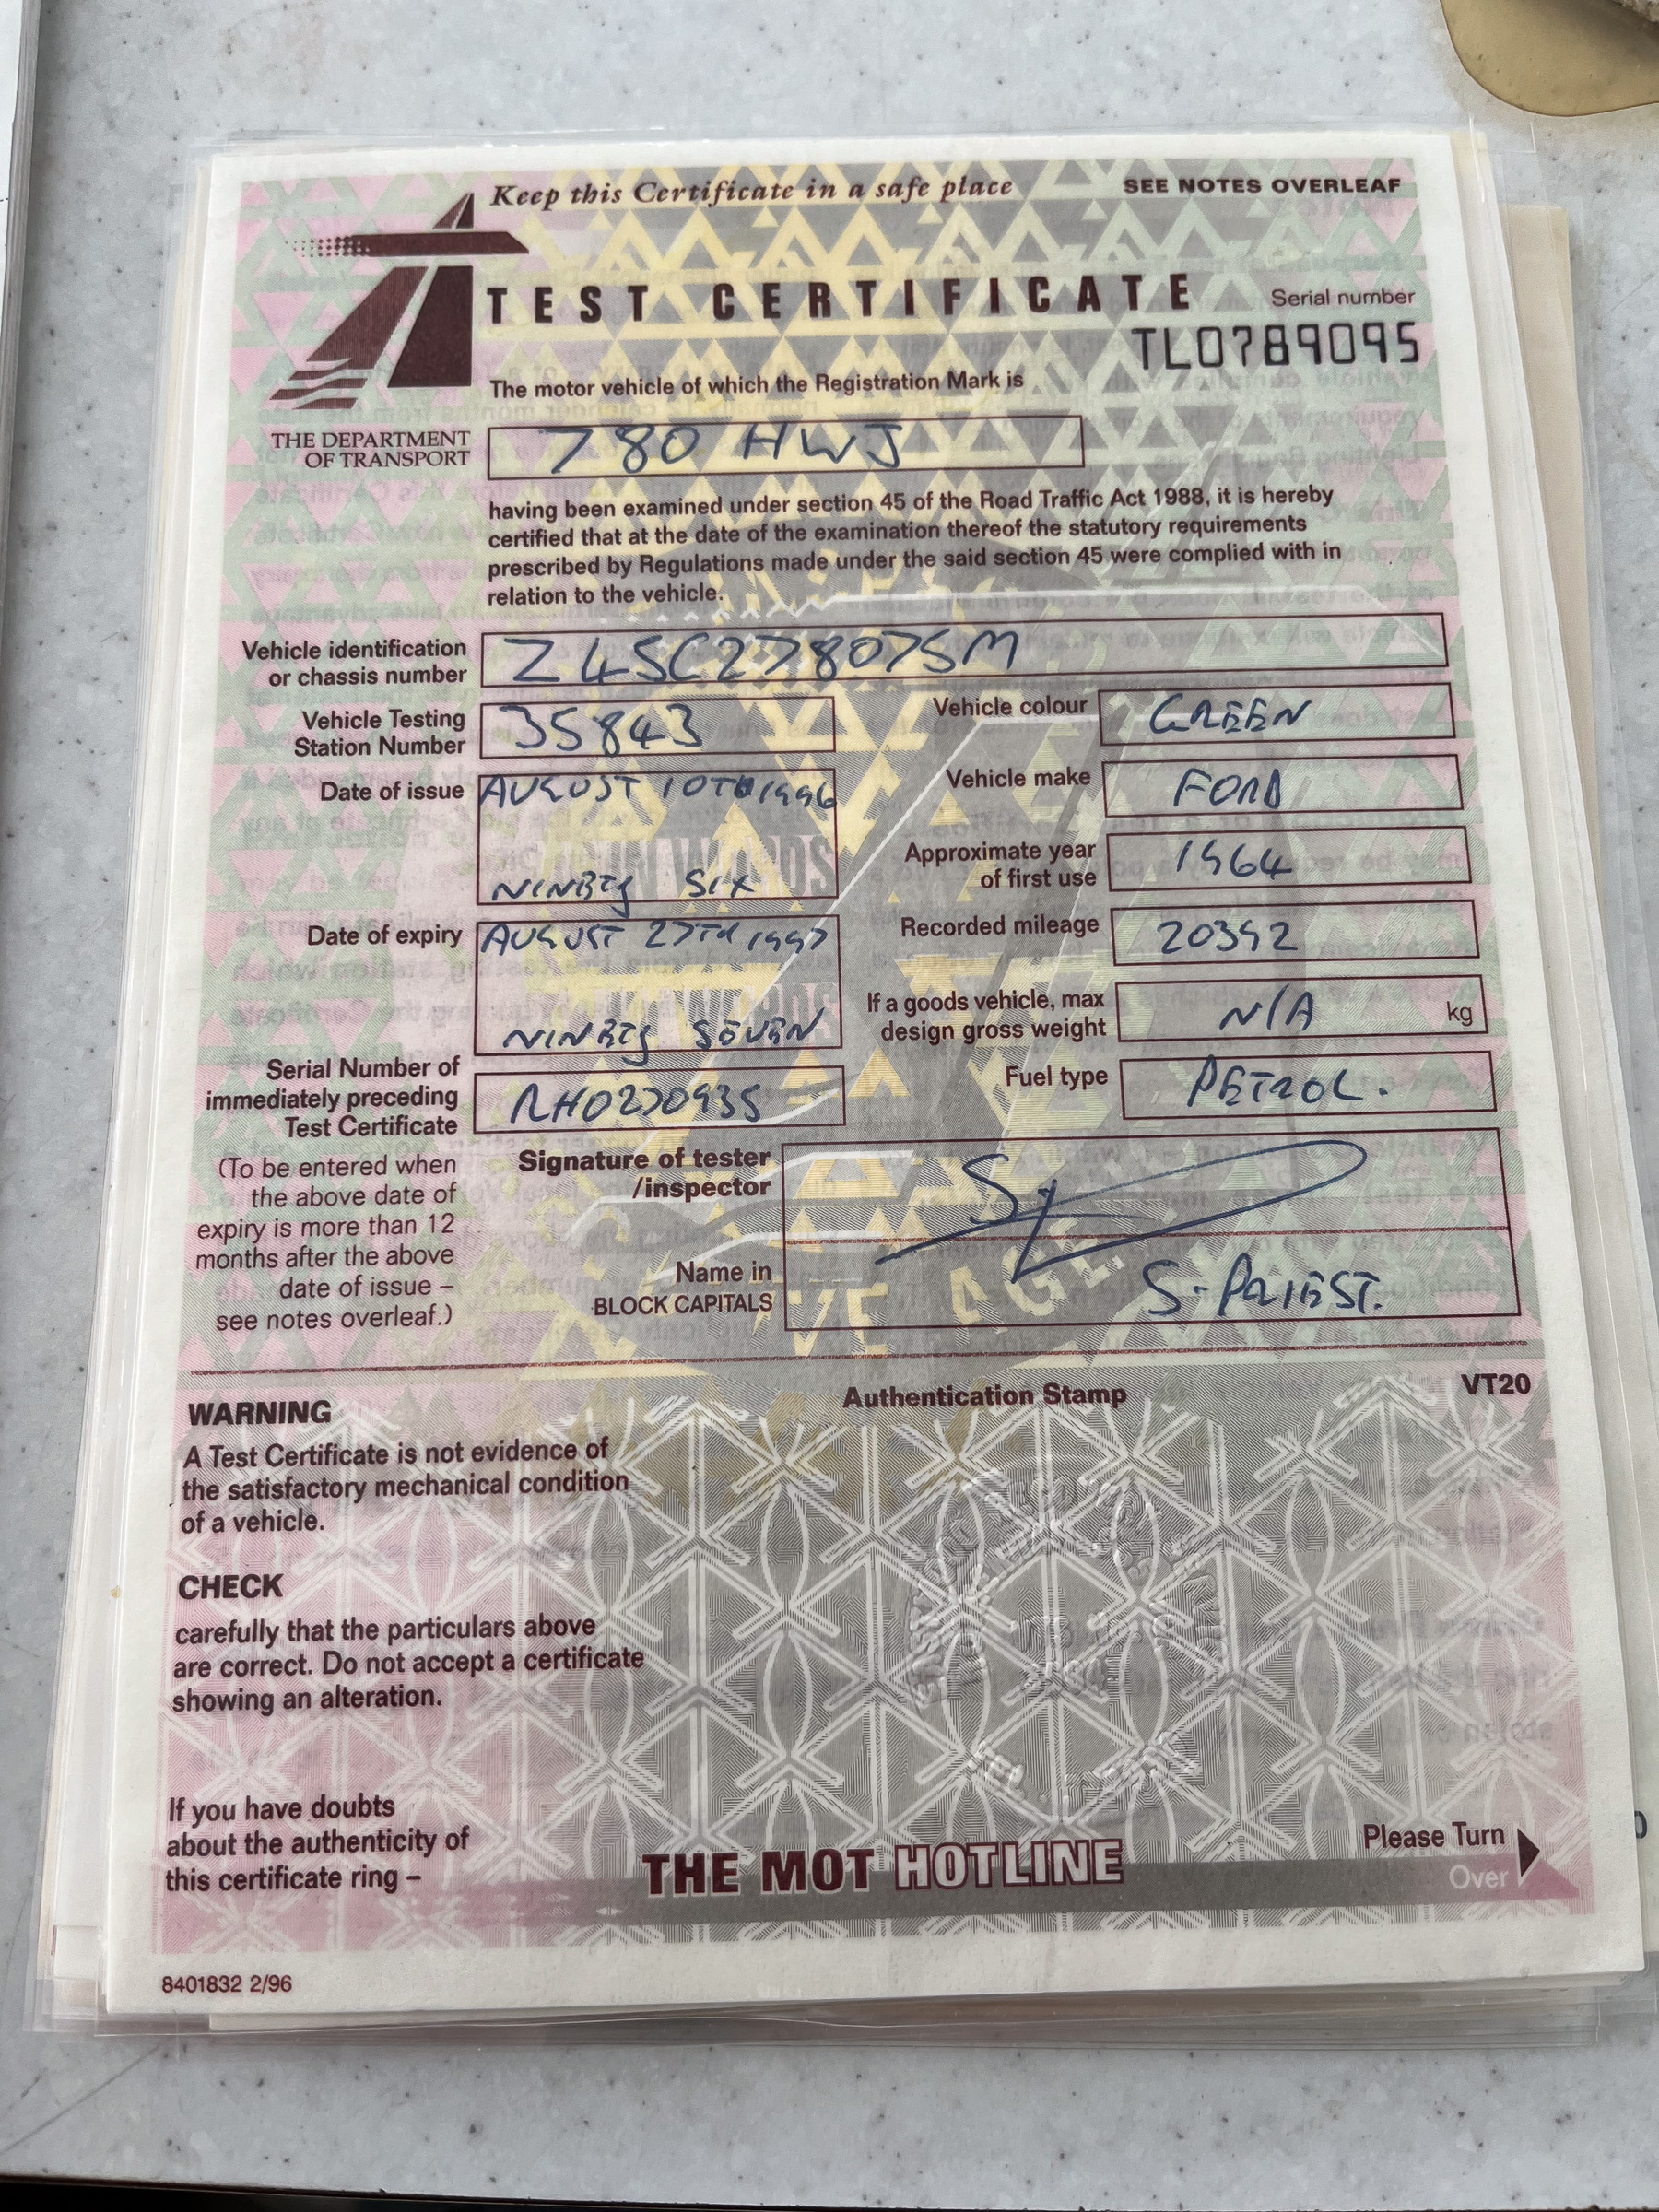 Keep this Certificate in a safe place
SEE NOTES OVERLEAF
TEST CERTIFICATE
Serial number
TL0789095
The motor vehicle of which the Registration Mark is
THE DEPARTMENT
OF TRANSPORT
780 HWJ
having been examined under section 45 of the Road Traffic Act 1988, it is hereby
certified that at the date of the examination thereof the statutory requirements
prescribed by Regulations made under the said section 45 were complied with in
relation to the vehicle.
Vehicle identification
or chassis number
Z45C278075M
Vehicle Testing
Station Number
35843
Vehicle colour
GREEN
Date of issue
AUGUST 10TH 1996
NINETY SIX
Vehicle make
FORD
Approximate year
of first use
1964
Date of expiry
AUGUST 27TH 1997
NINETY SEVEN
Recorded mileage
20392
If a goods vehicle, max
design gross weight
N/A
kg
Serial Number of
immediately preceding
Test Certificate
RH0270935
Fuel type
PETROL.
(To be entered when
the above date of
expiry is more than 12
months after the above
date of issue –
see notes overleaf.)
Signature of tester
/inspector
Name in
BLOCK CAPITALS
S-PRIEST.
WARNING
Authentication Stamp
VT20
A Test Certificate is not evidence of
the satisfactory mechanical condition
of a vehicle.
CHECK
carefully that the particulars above
are correct. Do not accept a certificate
showing an alteration.
If you have doubts
about the authenticity of
this certificate ring –
THE MOT HOTLINE
Please Turn
Over
8401832 2/96